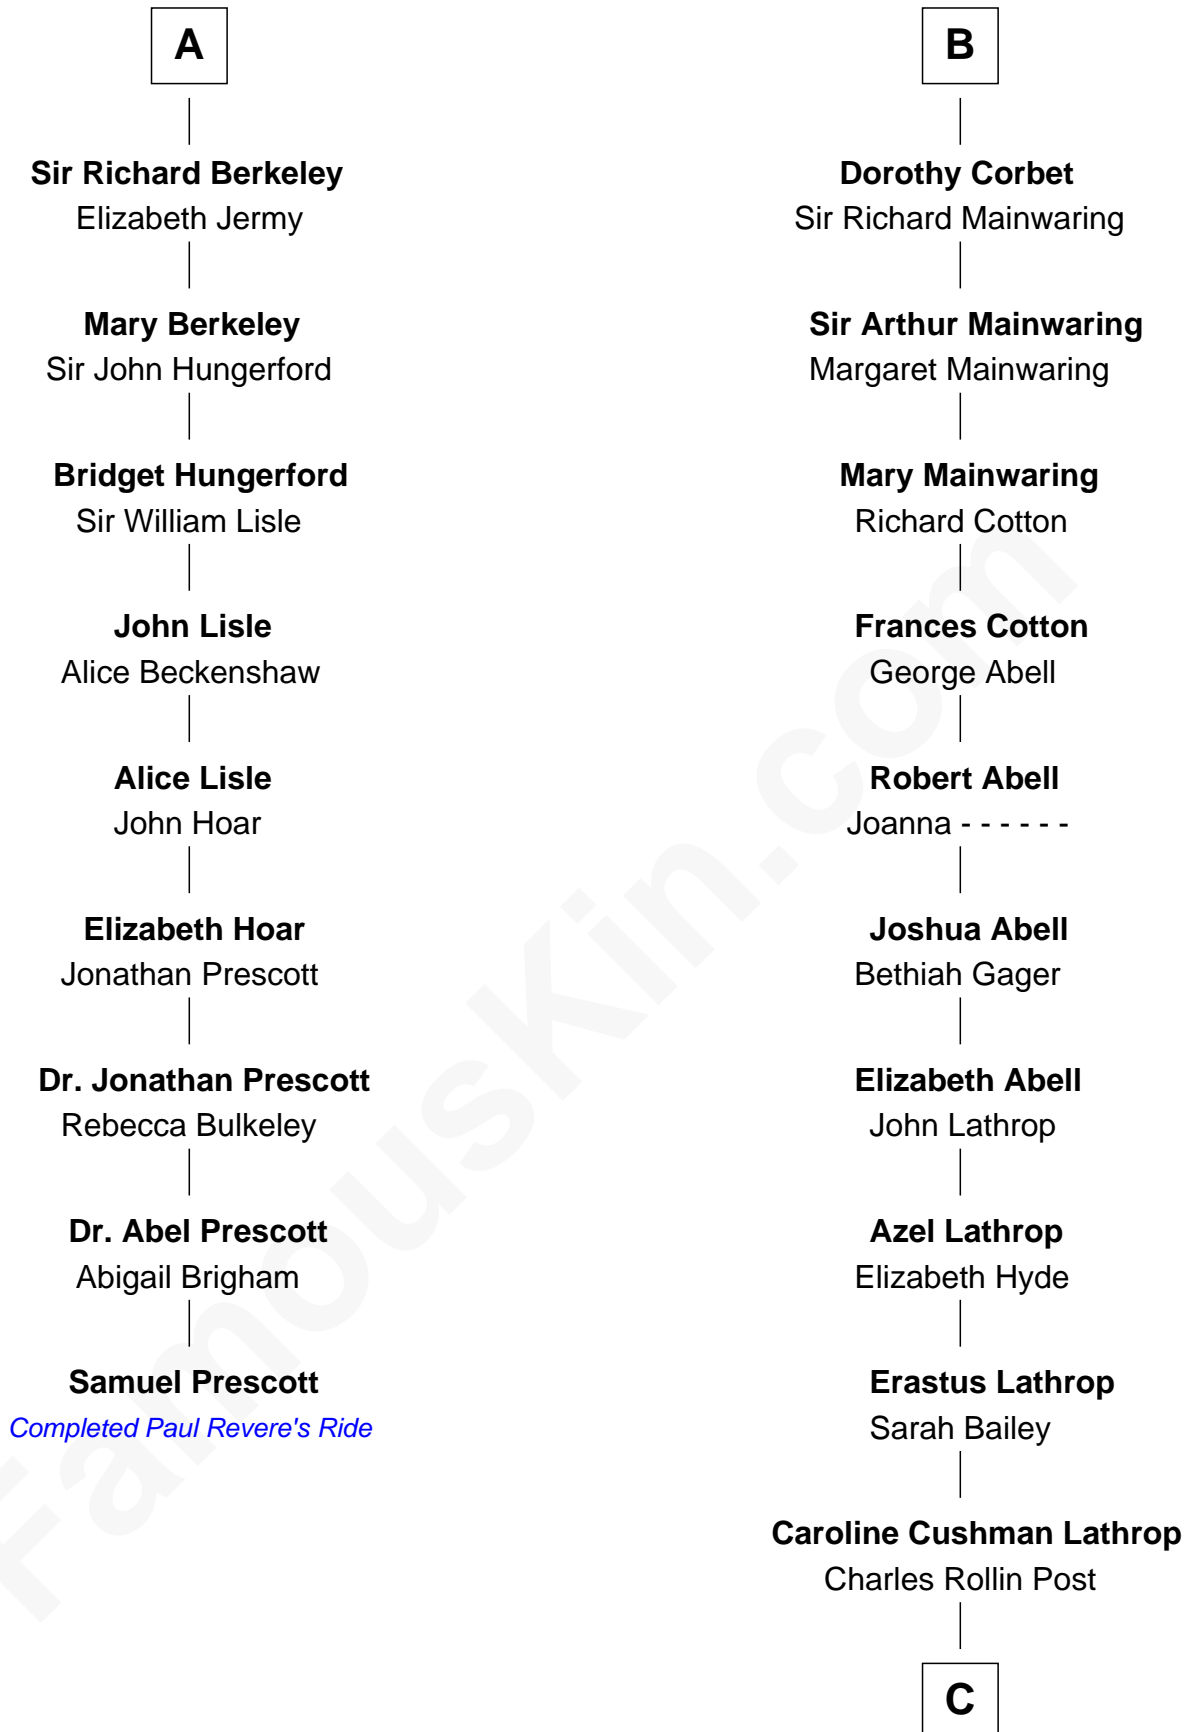 A
Sir Richard Berkeley
Elizabeth Jermy
Mary Berkeley
Sir John Hungerford
Bridget Hungerford
Sir William Lisle
John Lisle
Alice Beckenshaw
Alice Lisle
John Hoar
Elizabeth Hoar
Jonathan Prescott
Dr. Jonathan Prescott
Rebecca Bulkeley
Dr. Abel Prescott
Abigail Brigham
Samuel Prescott
Completed Paul Revere's Ride
B
Dorothy Corbet
Sir Richard Mainwaring
Sir Arthur Mainwaring
Margaret Mainwaring
Mary Mainwaring
Richard Cotton
Frances Cotton
George Abell
Robert Abell
Joanna - - - - - -
Joshua Abell
Bethiah Gager
Elizabeth Abell
John Lathrop
Azel Lathrop
Elizabeth Hyde
Erastus Lathrop
Sarah Bailey
Caroline Cushman Lathrop
Charles Rollin Post
C
FamousKin.com